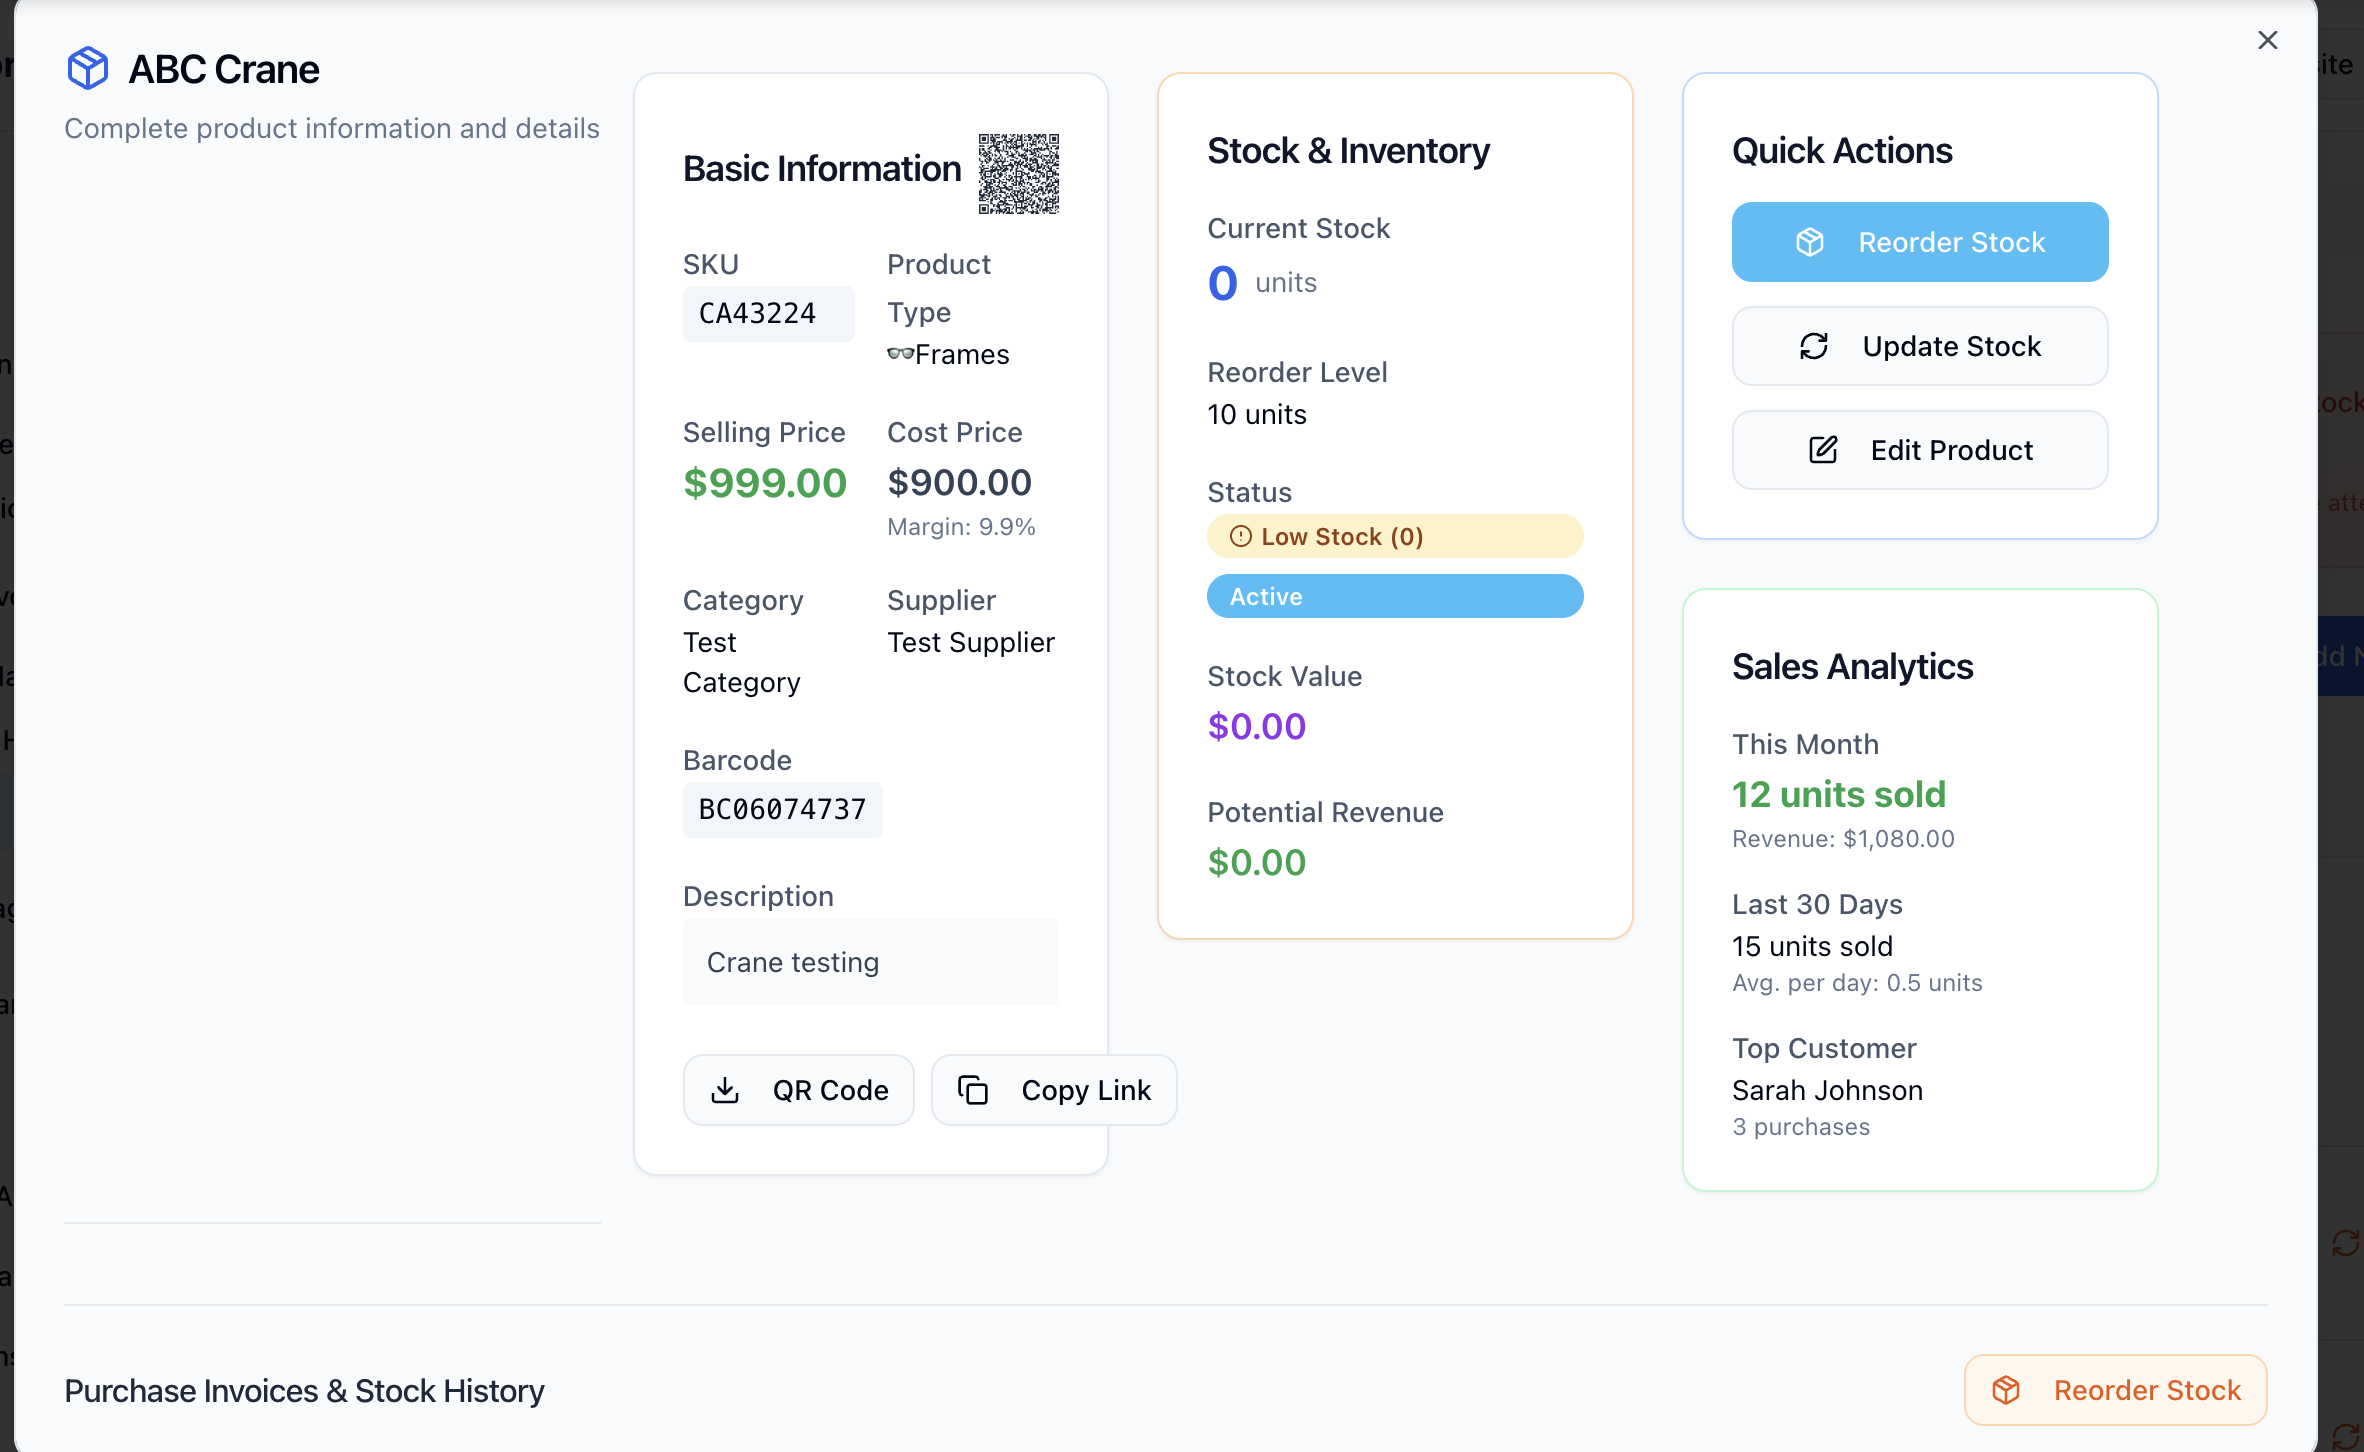 ABC Crane
Complete product information and details
Basic Information
SKU
CA43224
Product
Type
👓Frames
Selling Price
$999.00
Cost Price
$900.00
Margin: 9.9%
Category
Test
Category
Supplier
Test Supplier
Barcode
BC06074737
Description
Crane testing
QR Code
Copy Link
Stock & Inventory
Current Stock
0 units
Reorder Level
10 units
Status
Low Stock (0)
Active
Stock Value
$0.00
Potential Revenue
$0.00
Quick Actions
Reorder Stock
Update Stock
Edit Product
Sales Analytics
This Month
12 units sold
Revenue: $1,080.00
Last 30 Days
15 units sold
Avg. per day: 0.5 units
Top Customer
Sarah Johnson
3 purchases
Purchase Invoices & Stock History
Reorder Stock